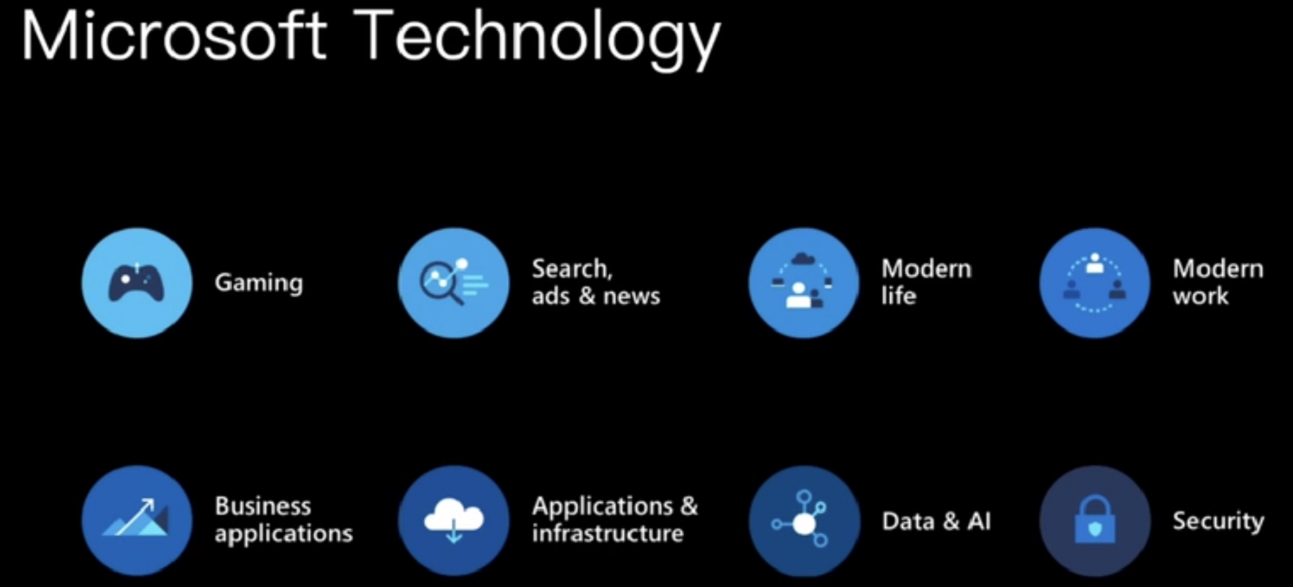 Microsoft Technology
Gaming
Search,
ads & news
Modern
life
Modern
work
Business
applications
Applications &
infrastructure
Data & AI
Security